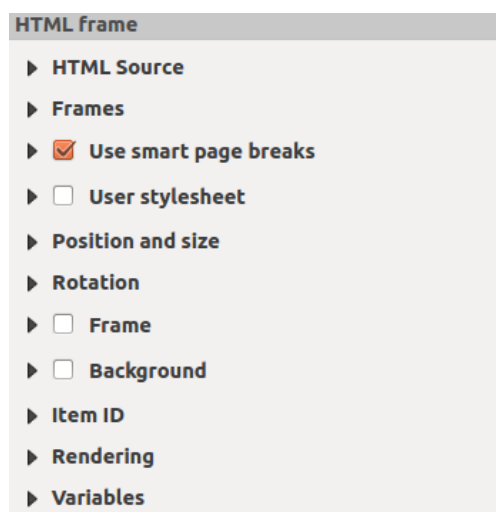 HTML frame
HTML Source
Frames
Use smart page breaks
User stylesheet
Position and size
Rotation
Frame
Background
Item ID
Rendering
Variables